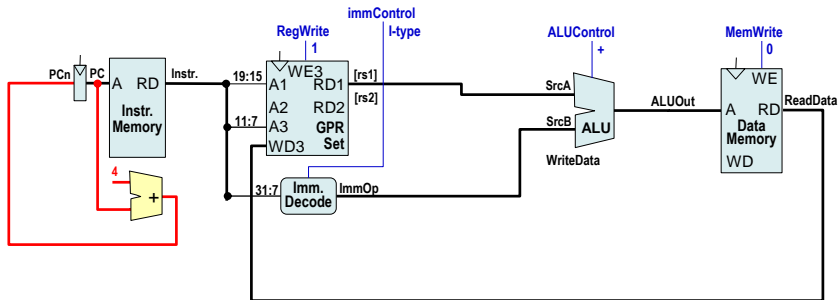 immControl
I-type
RegWrite
1
ALUControl
+
MemWrite
0
PCn
PC
A RD
Instr.
Memory
Instr.
19:15
11:7
31:7
WE3
A1 RD1
A2 RD2
A3 GPR
WD3 Set
[rs1]
[rs2]
Imm.
Decode
ImmOp
SrcA
SrcB
ALU
WriteData
ALUOut
WE
A RD
Data
Memory
WD
ReadData
4
+